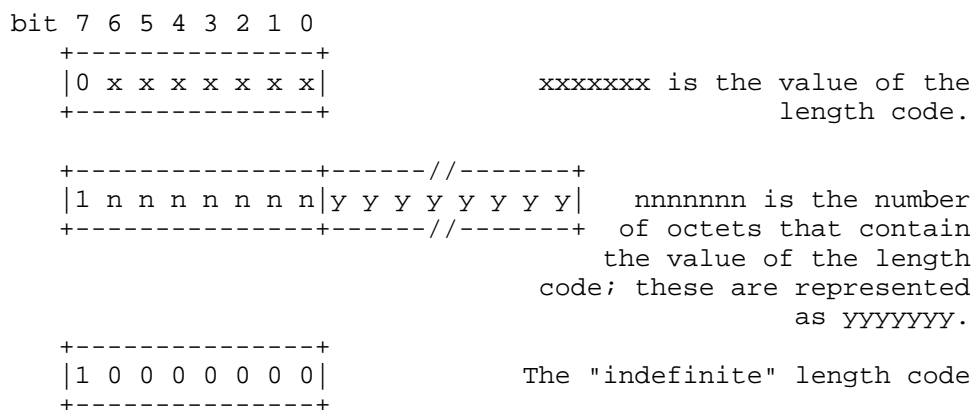 bit 7 6 5 4 3 2 1 0
+---------------+
|0 x x x x x x x|                xxxxxxx is the value of the
+---------------+                               length code.
+---------------+------//-------+
|1 n n n n n n n|y y y y y y y y|   nnnnnnn is the number
+---------------+------//-------+  of octets that contain
the value of the length
code; these are represented
as yyyyyyy.
+---------------+
|1 0 0 0 0 0 0 0|               The "indefinite" length code
+---------------+